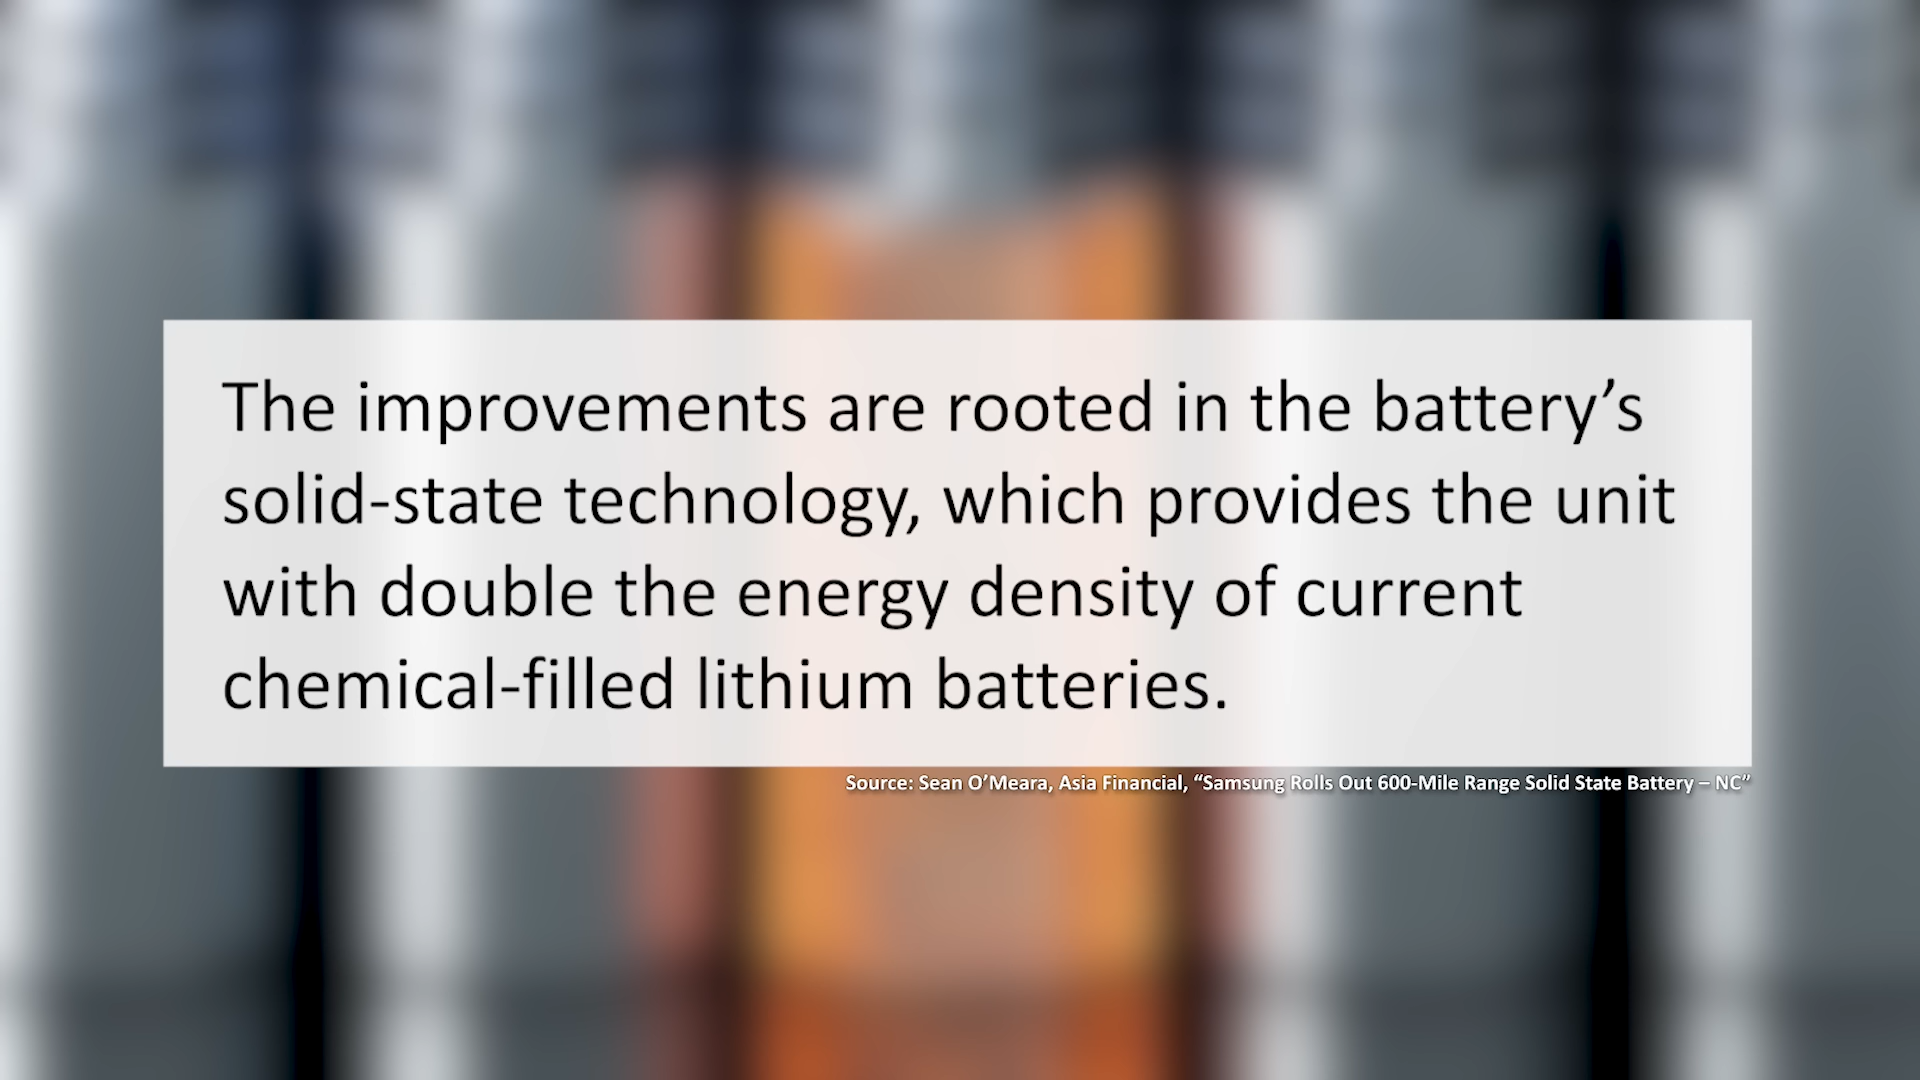 The improvements are rooted in the battery’s
solid-state technology, which provides the unit
with double the energy density of current
chemical-filled lithium batteries.
Source: Sean O’Meara, Asia Financial, “Samsung Rolls Out 600-Mile Range Solid State Battery – NC”